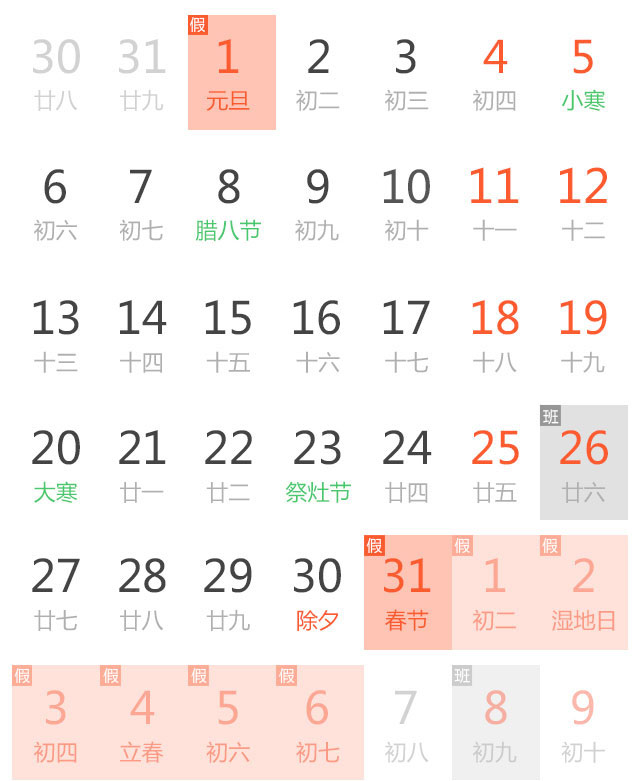 假
30 31 1 2 3 4 5
廿八 廿九 元旦 初二 初三 初四 小寒
6 7 8 9 10 11 12
初六 初七 腊八节 初九 初十 十一 十二
13 14 15 16 17 18 19
十三 十四 十五 十六 十七 十八 十九
班
20 21 22 23 24 25 26
大寒 廿一 廿二 祭灶节 廿四 廿五 廿六
假 假 假
27 28 29 30 31 1 2
廿七 廿八 廿九 除夕 春节 初二 湿地日
假 假 假 假 班
3 4 5 6 7 8 9
初四 立春 初六 初七 初八 初九 初十